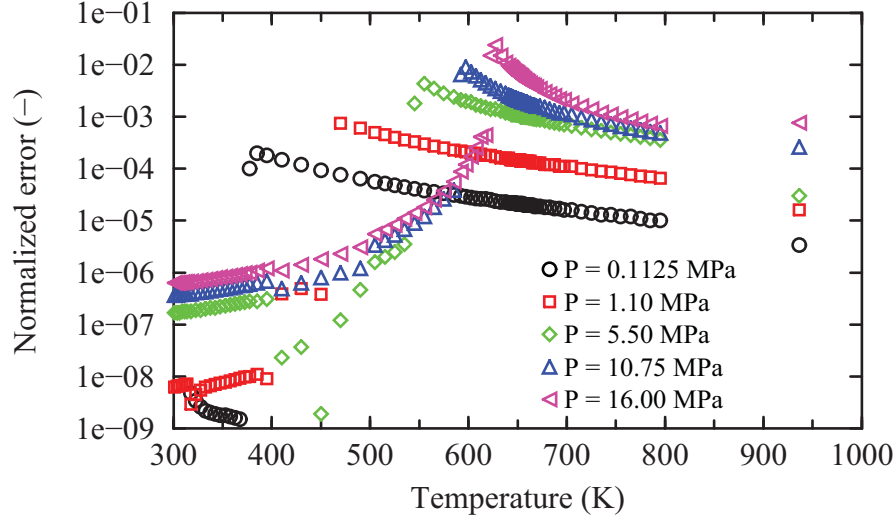 Normalized error (−)
1e−01
1e−02
1e−03
1e−04
1e−05
1e−06
1e−07
1e−08
1e−09
P = 0.1125 MPa
P = 1.10 MPa
P = 5.50 MPa
P = 10.75 MPa
P = 16.00 MPa
300 400 500 600 700 800 900 1000
Temperature (K)